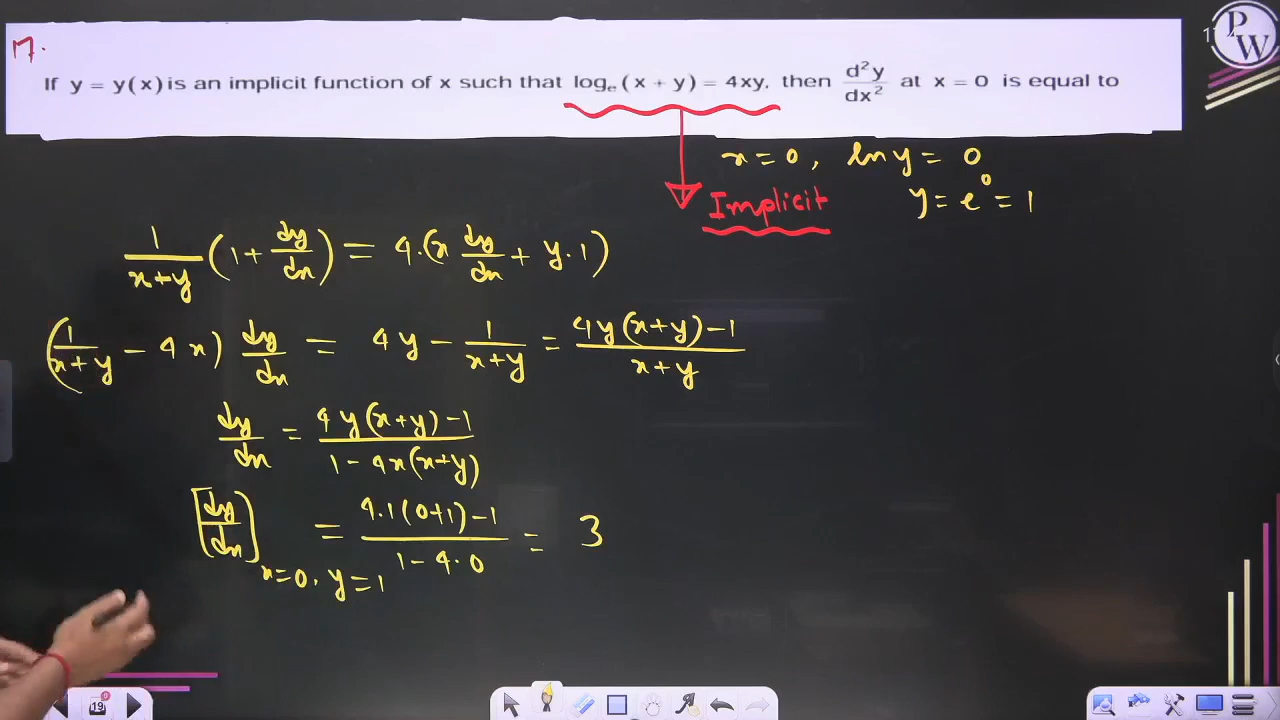 17.
If y = y(x) is an implicit function of x such that logₑ(x + y) = 4xy, then d²y/dx² at x = 0 is equal to
x = 0, ln y = 0
Implicit
y = e⁰ = 1
1/(x+y) (1 + dy/dx) = 4·(x dy/dx + y·1)
(1/(x+y) − 4x) dy/dx = 4y − 1/(x+y) = (4y(x+y) −1)/(x+y)
dy/dx = (4y(x+y) −1)/(1 − 4x(x+y))
[dy/dx) x=0, y=1 = (4.1(0+1) −1)/(1 − 4·0) = 3
PW
19